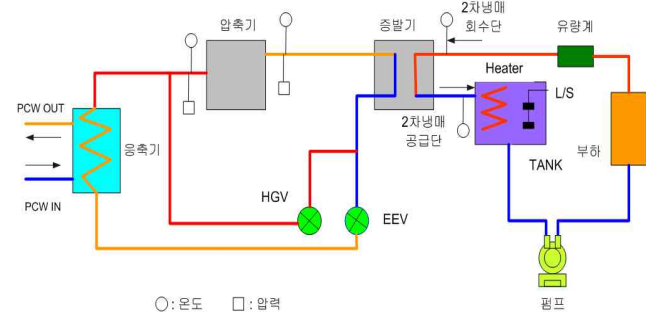 2차냉매
회수단
압축기
증발기
유량계
Heater
L/S
PCW OUT
응축기
2차냉매
공급단
부하
TANK
PCW IN
HGV
EEV
○: 온도
□: 압력
펌프